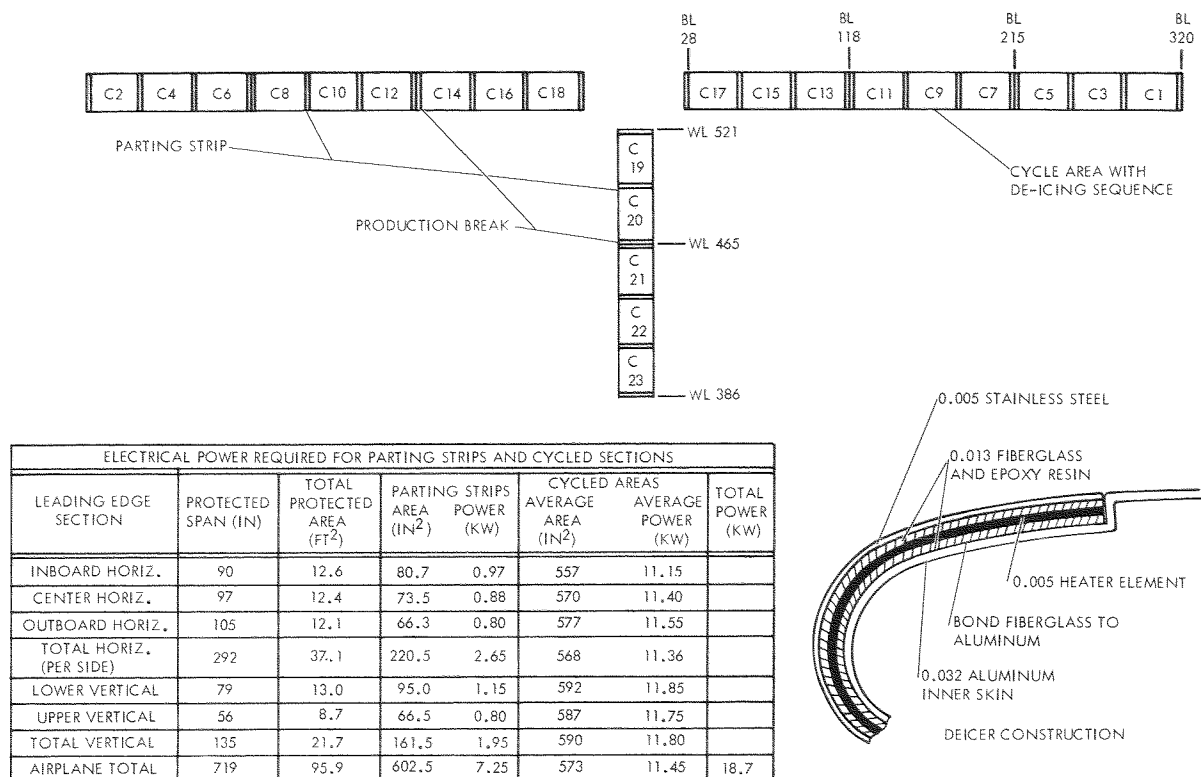 BL 28
BL 118
BL 215
BL 320
C2 C4 C6 C8 C10 C12 C14 C16 C18
C17 C15 C13 C11 C9 C7 C5 C3 C1
WL 521
PARTING STRIP
C 19
CYCLE AREA WITH
DE-ICING SEQUENCE
C 20
PRODUCTION BREAK
WL 465
C 21
C 22
C 23
WL 386
ELECTRICAL POWER REQUIRED FOR PARTING STRIPS AND CYCLED SECTIONS
LEADING EDGE SECTION | PROTECTED SPAN (IN) | TOTAL PROTECTED AREA (FT²) | PARTING STRIPS AREA (IN²) POWER (KW) | CYCLED AREAS AVERAGE AREA (IN²) AVERAGE POWER (KW) | TOTAL POWER (KW)
INBOARD HORIZ. 90 12.6 80.7 0.97 557 11.15
CENTER HORIZ. 97 12.4 73.5 0.88 570 11.40
OUTBOARD HORIZ. 105 12.1 66.3 0.80 577 11.55
TOTAL HORIZ. (PER SIDE) 292 37.1 220.5 2.65 568 11.36
LOWER VERTICAL 79 13.0 95.0 1.15 592 11.85
UPPER VERTICAL 56 8.7 66.5 0.80 587 11.75
TOTAL VERTICAL 135 21.7 161.5 1.95 590 11.80
AIRPLANE TOTAL 719 95.9 602.5 7.25 573 11.45 18.7
0.005 STAINLESS STEEL
0.013 FIBERGLASS
AND EPOXY RESIN
0.005 HEATER ELEMENT
BOND FIBERGLASS TO
ALUMINUM
0.032 ALUMINUM
INNER SKIN
DEICER CONSTRUCTION